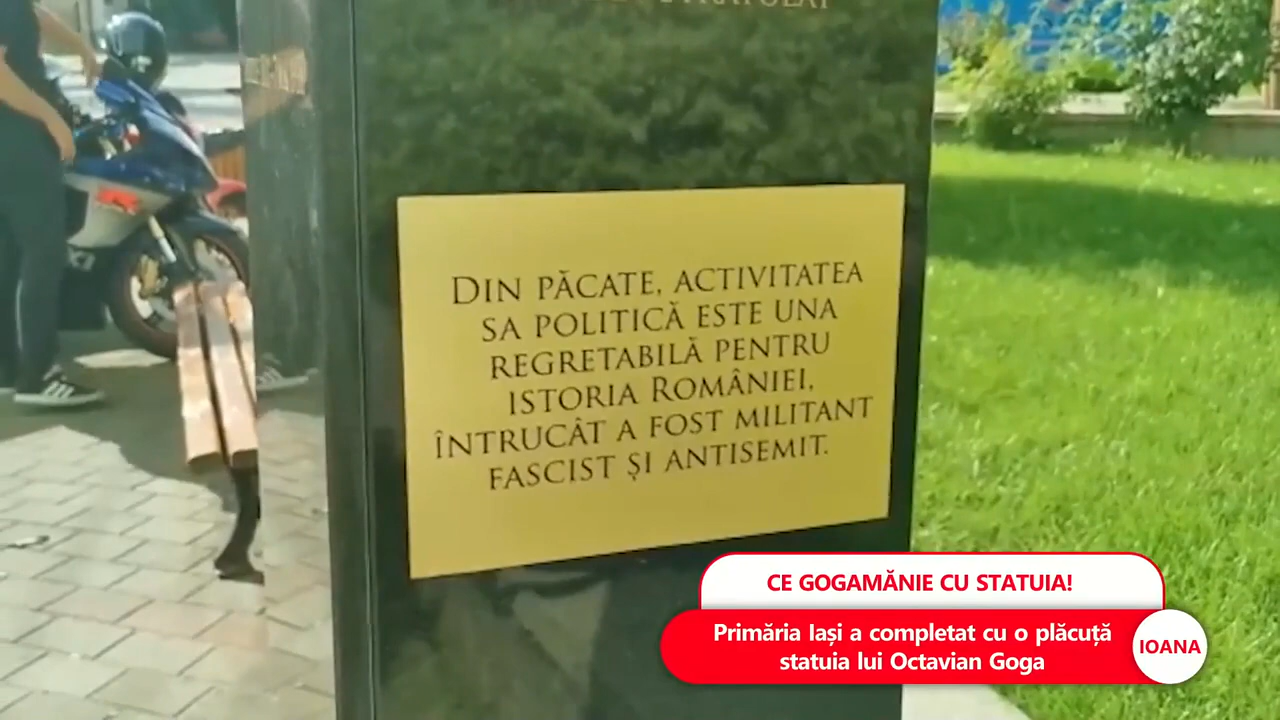 DIN PĂCATE, ACTIVITATEA
SA POLITICĂ ESTE UNA
REGRETABILĂ PENTRU
ISTORIA ROMÂNIEI,
ÎNTRUCÂT A FOST MILITANT
FASCIST ȘI ANTISEMIT.
CE GOGAMĂNIE CU STATUIA!
Primăria Iași a completat cu o plăcuță
statuia lui Octavian Goga
IOANA